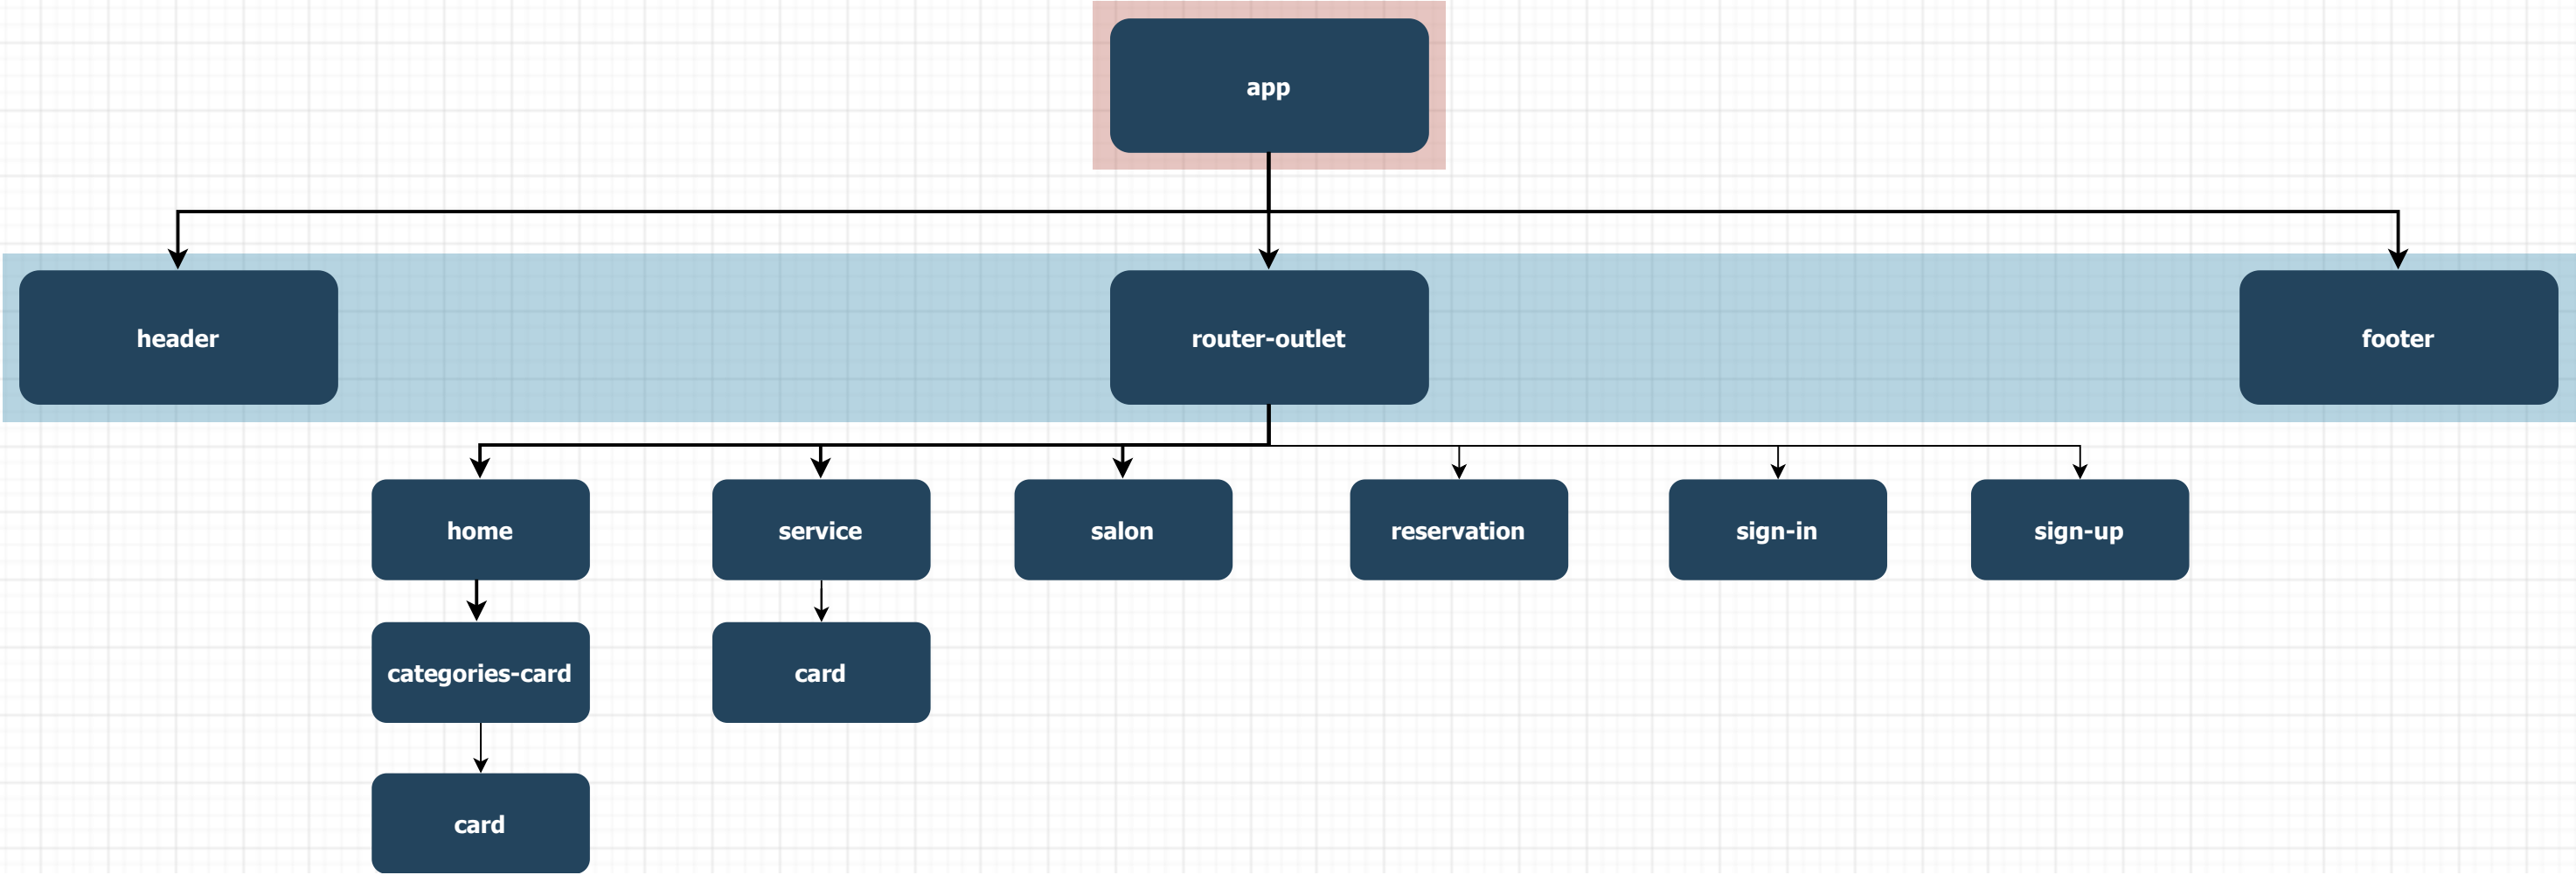 app
header
router-outlet
footer
home
service
salon
reservation
sign-in
sign-up
categories-card
card
card